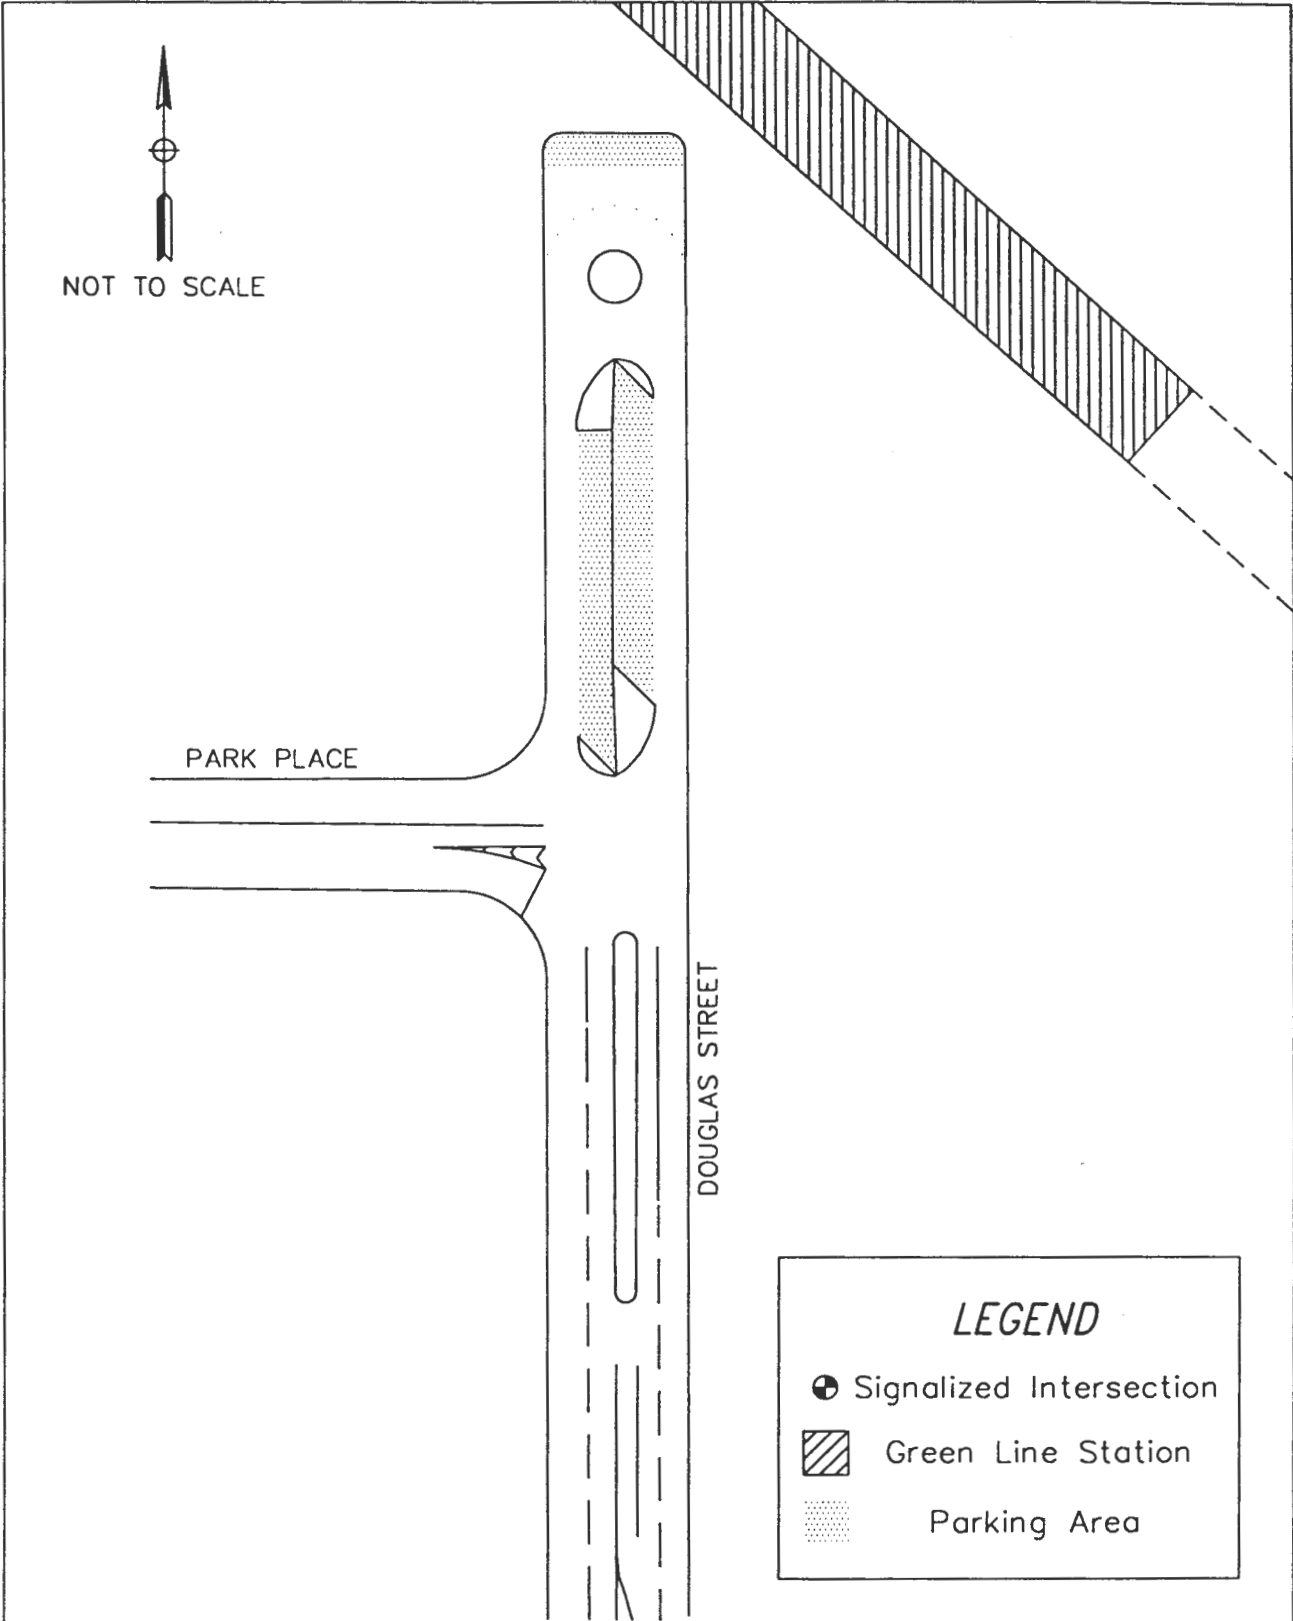 NOT TO SCALE
PARK PLACE
DOUGLAS STREET
LEGEND
Signalized Intersection
Green Line Station
Parking Area